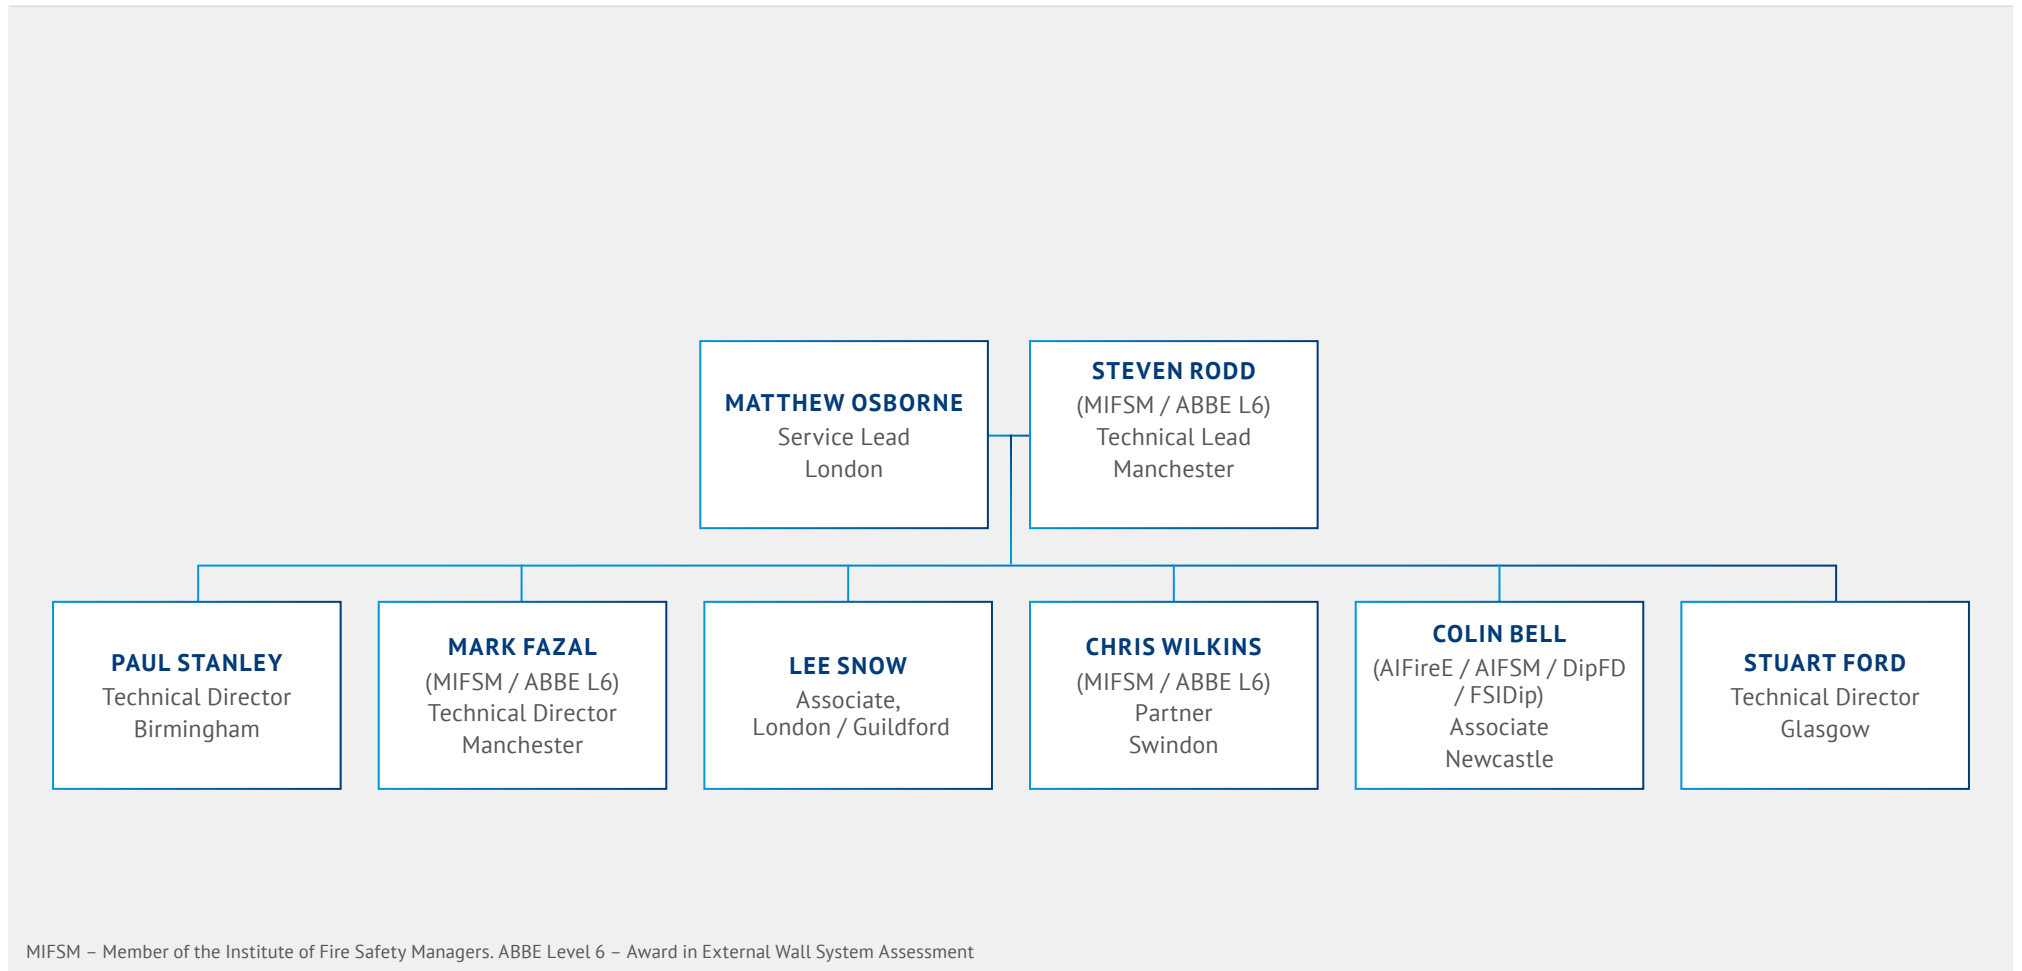 MATTHEW OSBORNE
Service Lead
London
STEVEN RODD
(MIFSM / ABBE L6)
Technical Lead
Manchester
PAUL STANLEY
Technical Director
Birmingham
MARK FAZAL
(MIFSM / ABBE L6)
Technical Director
Manchester
LEE SNOW
Associate,
London / Guildford
CHRIS WILKINS
(MIFSM / ABBE L6)
Partner
Swindon
COLIN BELL
(AIFireE / AIFSM / DipFD
/ FSIDip)
Associate
Newcastle
STUART FORD
Technical Director
Glasgow
MIFSM – Member of the Institute of Fire Safety Managers. ABBE Level 6 – Award in External Wall System Assessment